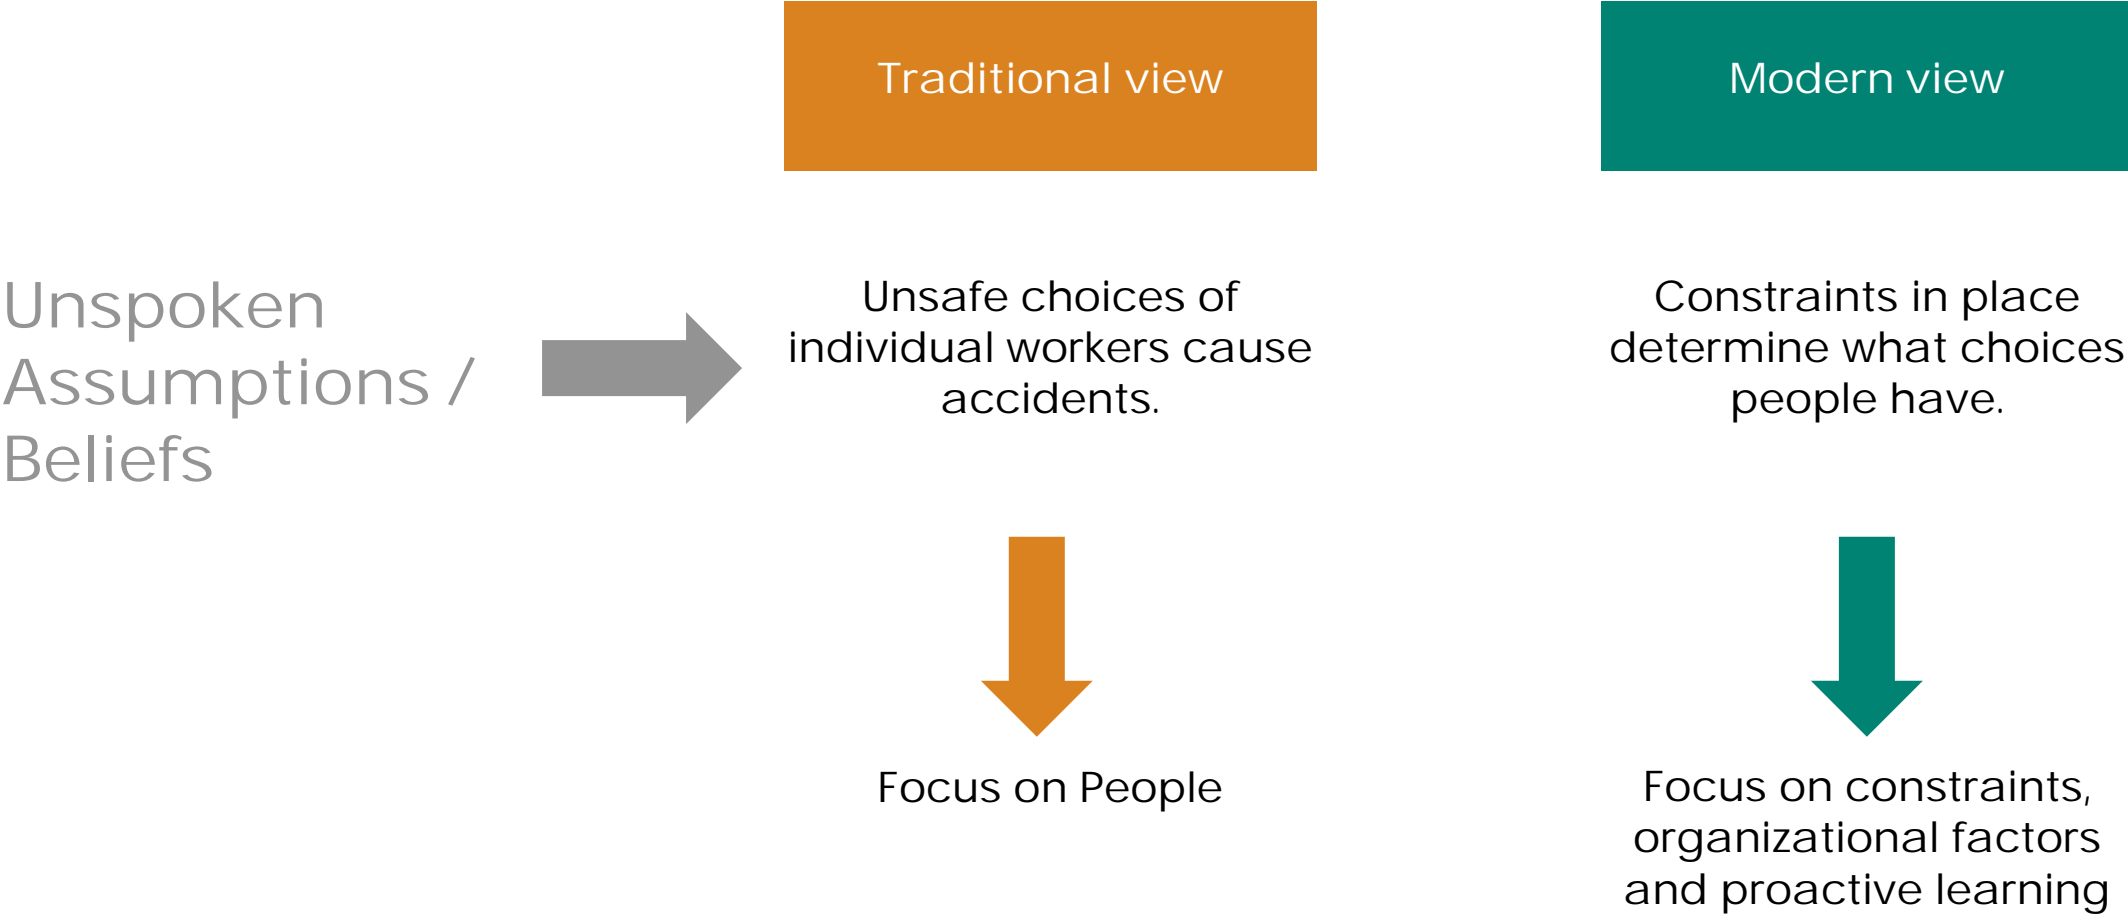 Traditional view
Modern view
Unspoken
Assumptions /
Beliefs
Unsafe choices of
individual workers cause
accidents.
Constraints in place
determine what choices
people have.
Focus on People
Focus on constraints,
organizational factors
and proactive learning